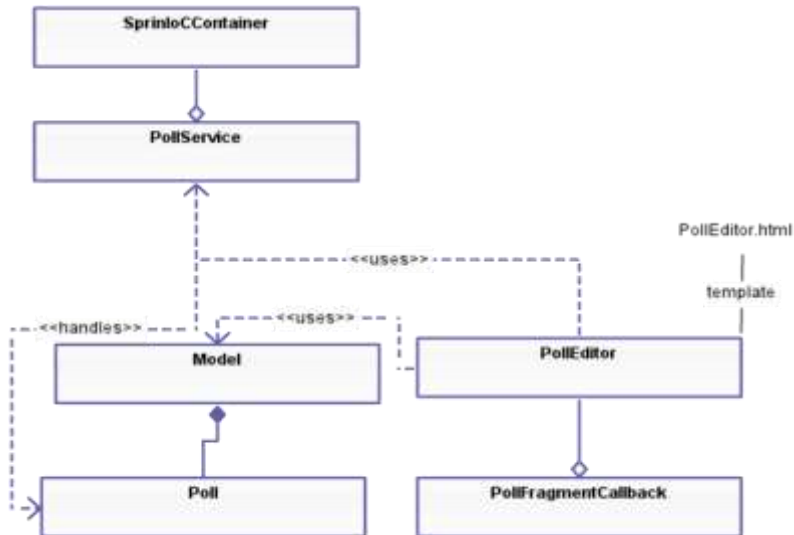 SprinIoCContainer
PollService
PollEditor.html
<<uses>>
template
<<uses>>
<<handles>>
Model
PollEditor
Poll
PollFragmentCallback